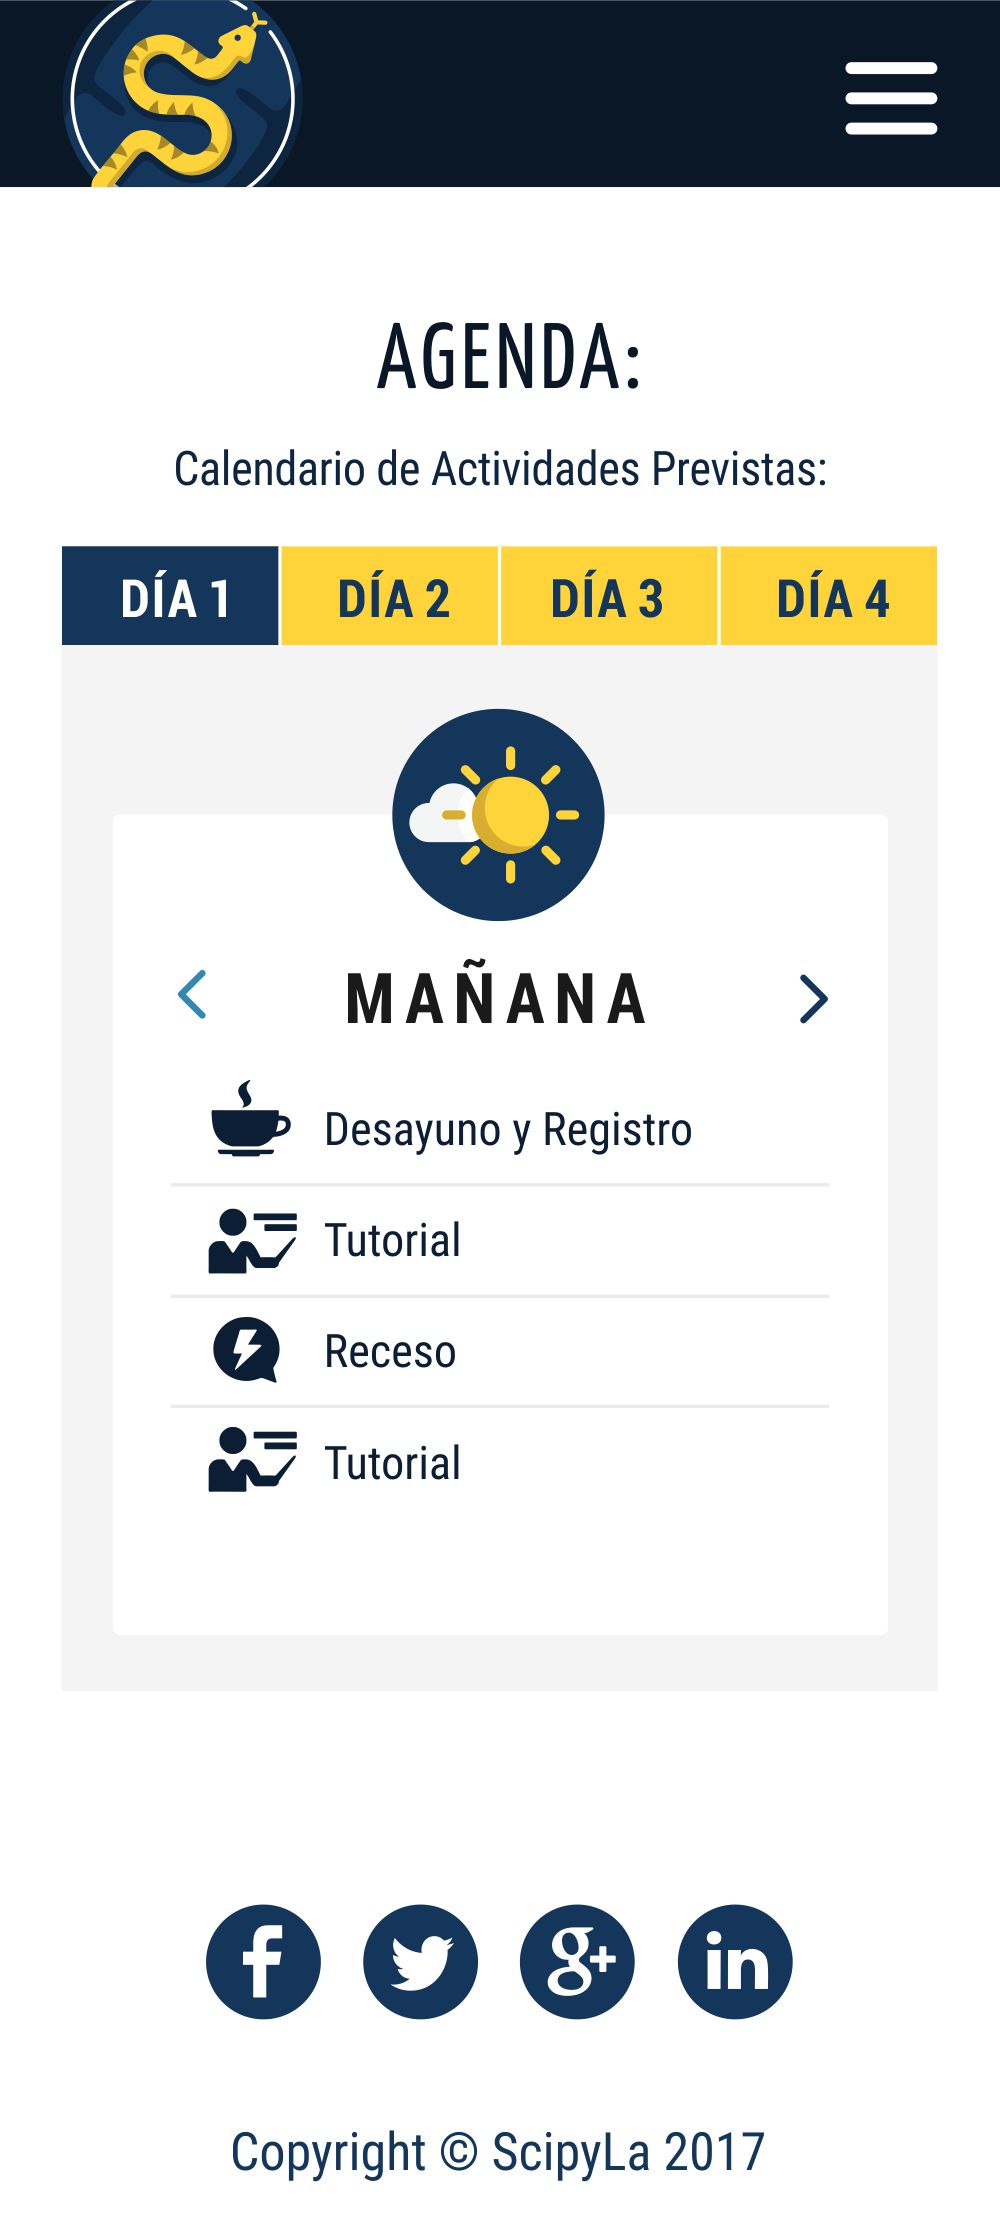 AGENDA:
Calendario de Actividades Previstas:
DÍA 1
DÍA 2
DÍA 3
DÍA 4
MAÑANA
Desayuno y Registro
Tutorial
Receso
Tutorial
f
g+
in
Copyright © ScipyLa 2017